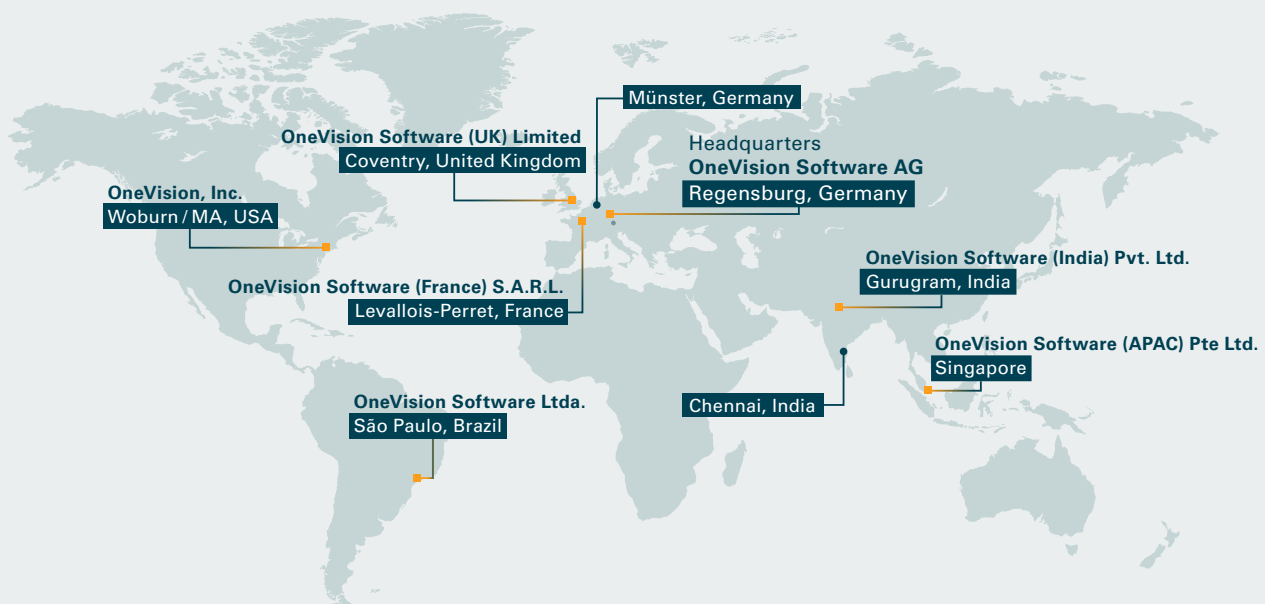 Münster, Germany
OneVision Software (UK) Limited
Coventry, United Kingdom
Headquarters
OneVision Software AG
Regensburg, Germany
OneVision, Inc.
Woburn / MA, USA
OneVision Software (France) S.A.R.L.
Levallois-Perret, France
OneVision Software (India) Pvt. Ltd.
Gurugram, India
OneVision Software (APAC) Pte Ltd.
Singapore
Chennai, India
OneVision Software Ltda.
São Paulo, Brazil